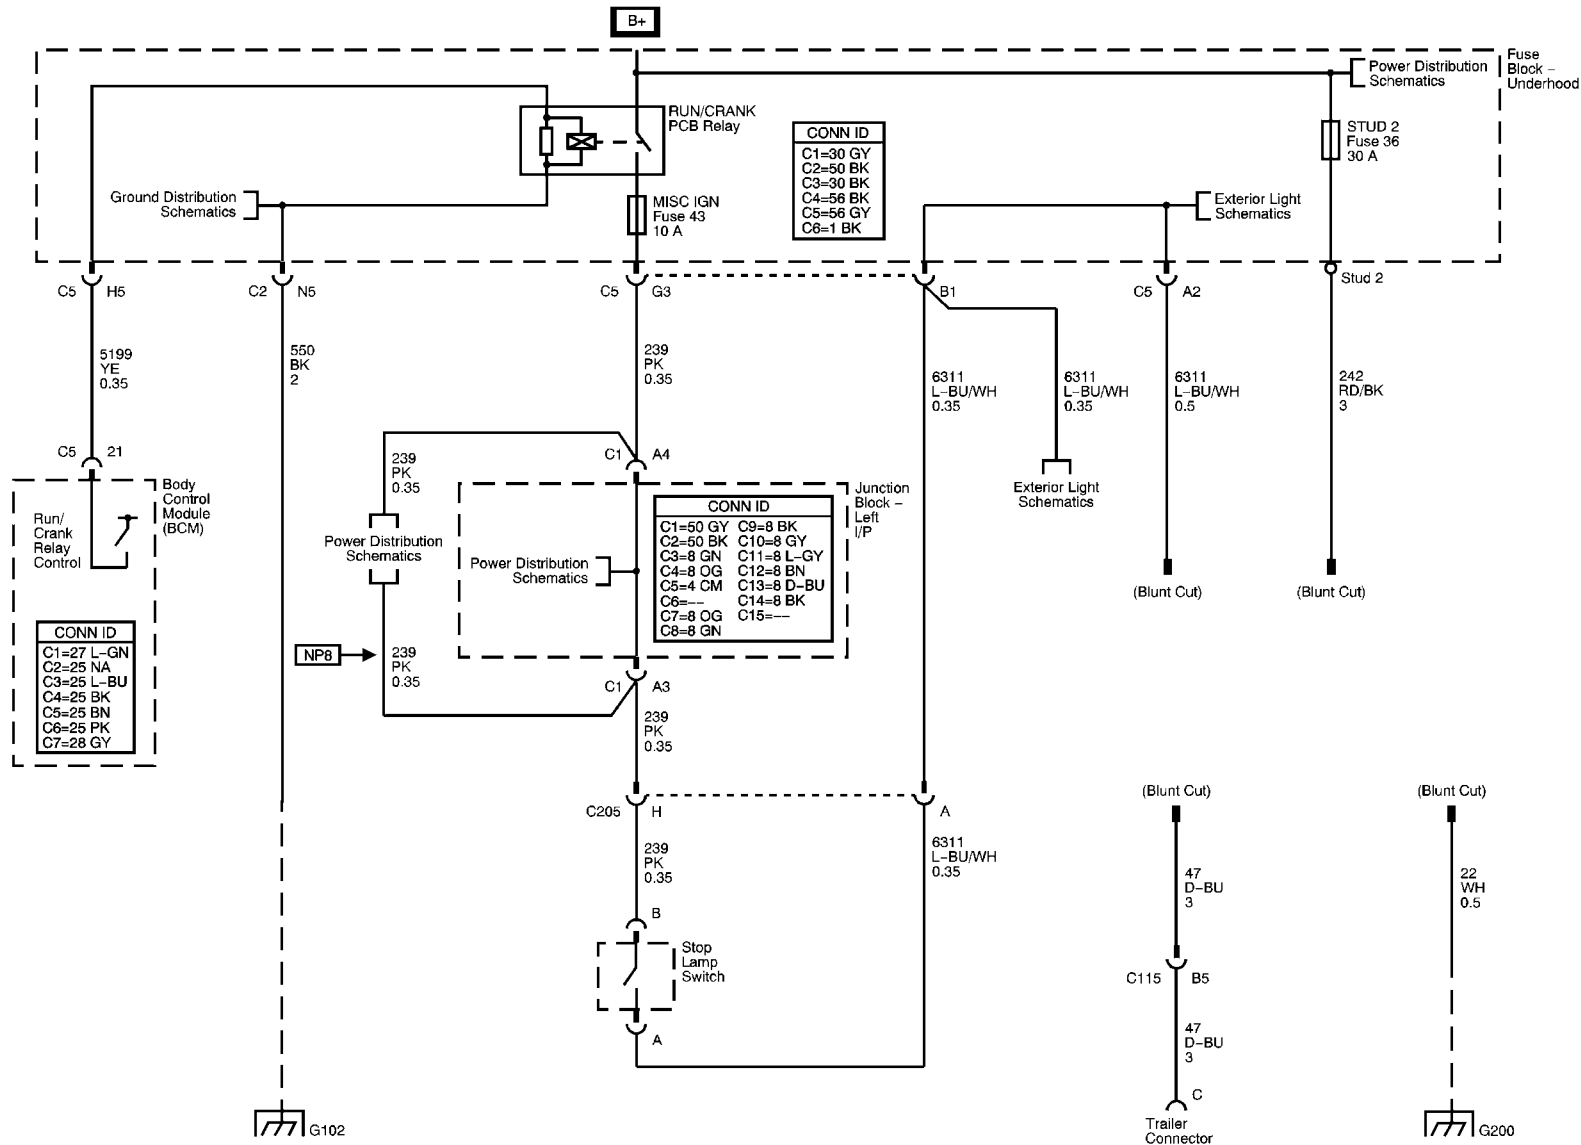 B+
Fuse
Block –
Underhood
Power Distribution
Schematics
RUN/CRANK
PCB Relay
STUD 2
Fuse 36
30 A
CONN ID
C1=30 GY
C2=50 BK
C3=30 BK
C4=56 BK
C5=56 GY
C6=1 BK
Ground Distribution
Schematics
MISC IGN
Fuse 43
10 A
Exterior Light
Schematics
C5 H5
C2 N5
C5 G3
B1
C5 A2
Stud 2
5199
YE
0.35
550
BK
2
239
PK
0.35
6311
L–BU/WH
0.35
6311
L–BU/WH
0.35
6311
L–BU/WH
0.5
242
RD/BK
3
C5 21
239
PK
0.35
C1 A4
Exterior Light
Schematics
Body
Control
Module
(BCM)
Run/
Crank
Relay
Control
Power Distribution
Schematics
Power Distribution
Schematics
Junction
Block –
Left
I/P
CONN ID
C1=50 GY C9=8 BK
C2=50 BK C10=8 GY
C3=8 GN C11=8 L–GY
C4=8 OG C12=8 BN
C5=4 CM C13=8 D–BU
C6=–– C14=8 BK
C7=8 OG C15=––
C8=8 GN
(Blunt Cut)
(Blunt Cut)
CONN ID
C1=27 L–GN
C2=25 NA
C3=25 L–BU
C4=25 BK
C5=25 BN
C6=25 PK
C7=28 GY
NP8
239
PK
0.35
C1 A3
239
PK
0.35
C205 H
A
(Blunt Cut)
(Blunt Cut)
239
PK
0.35
6311
L–BU/WH
0.35
47
D–BU
3
22
WH
0.5
B
Stop
Lamp
Switch
A
C115 B5
47
D–BU
3
C
Trailer
Connector
G102
G200